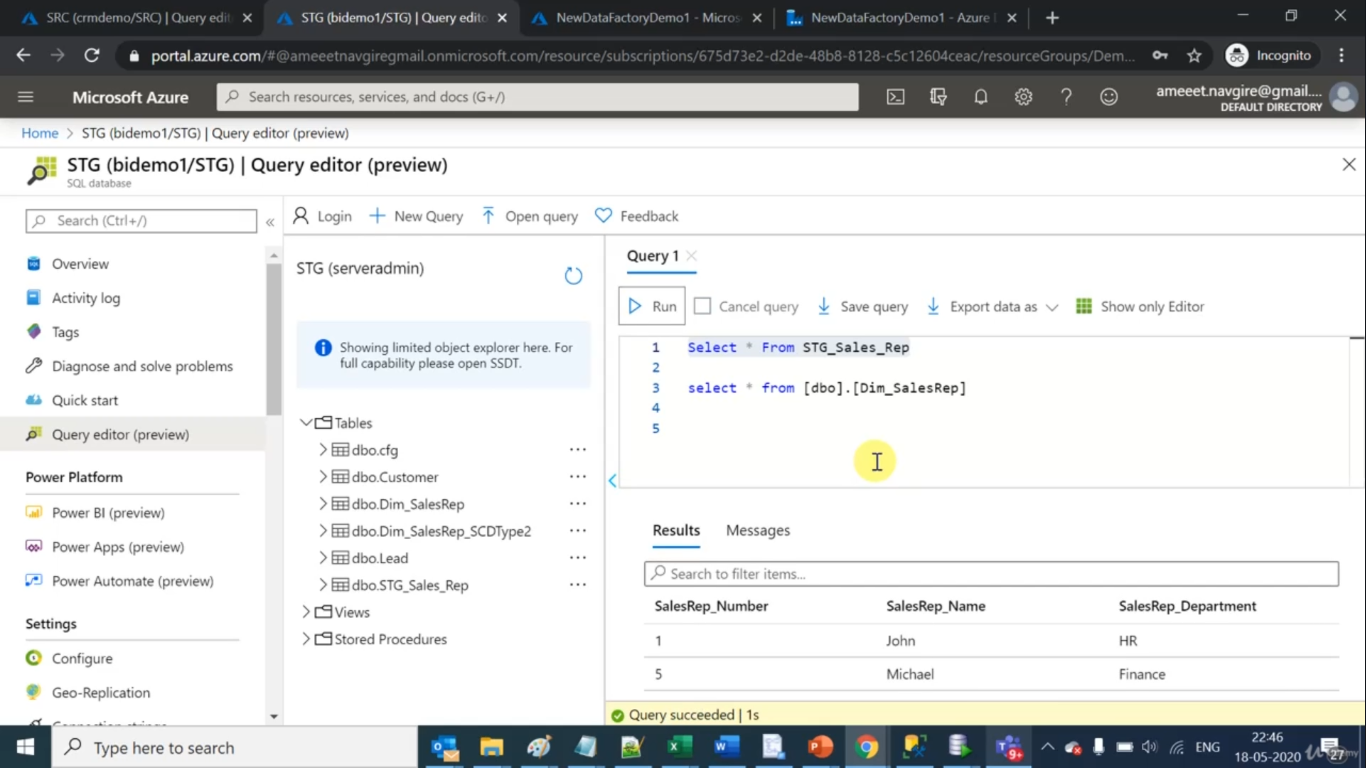 SRC (crmdemo/SRC) | Query edit
STG (bidemo1/STG) | Query edito
NewDataFactoryDemo1 - Micros
NewDataFactoryDemo1 - Azure D
portal.azure.com/#@ameeetnavgiregmail.onmicrosoft.com/resource/subscriptions/675d73e2-d2de-48b8-8128-c5c12604ceac/resourceGroups/Dem...
Incognito
Microsoft Azure
Search resources, services, and docs (G+/)
ameeet.navgire@gmail....
DEFAULT DIRECTORY
Home > STG (bidemo1/STG) | Query editor (preview)
STG (bidemo1/STG) | Query editor (preview)
SQL database
Search (Ctrl+/)
Overview
Activity log
Tags
Diagnose and solve problems
Quick start
Query editor (preview)
Power Platform
Power BI (preview)
Power Apps (preview)
Power Automate (preview)
Settings
Configure
Geo-Replication
Login
New Query
Open query
Feedback
STG (serveradmin)
Showing limited object explorer here. For
full capability please open SSDT.
Tables
dbo.cfg ...
dbo.Customer ...
dbo.Dim_SalesRep ...
dbo.Dim_SalesRep_SCDType2 ...
dbo.Lead ...
dbo.STG_Sales_Rep ...
Views
Stored Procedures
Query 1
Run
Cancel query
Save query
Export data as
Show only Editor
1 Select * From STG_Sales_Rep
2
3 select * from [dbo].[Dim_SalesRep]
4
5
Results Messages
Search to filter items...
SalesRep_Number SalesRep_Name SalesRep_Department
1 John HR
5 Michael Finance
Query succeeded | 1s
Type here to search
9+
ENG
22:46
18-05-2020
27